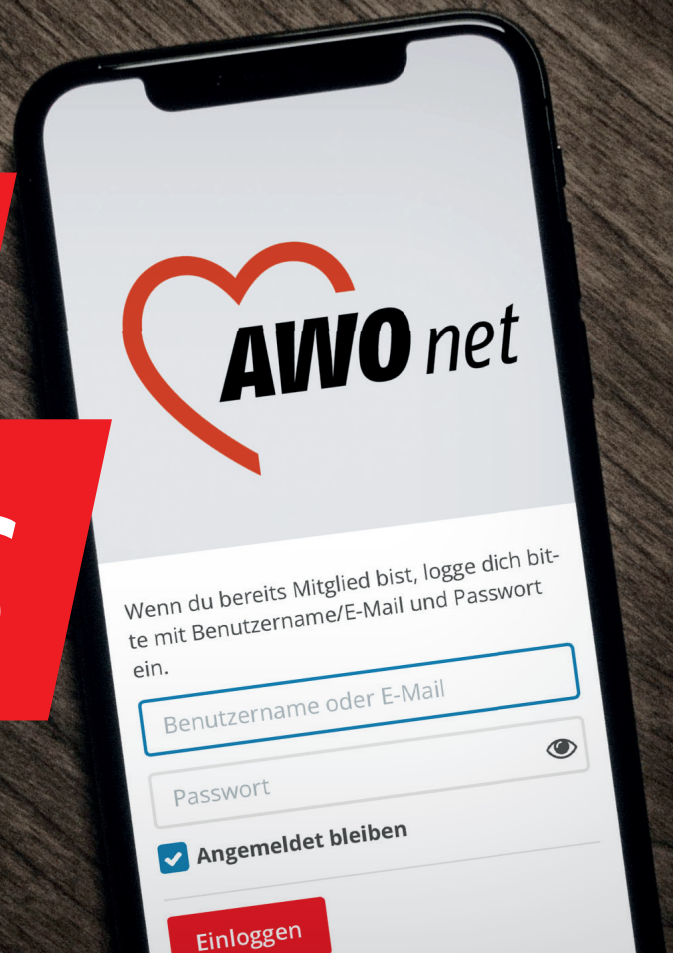 AWO net
Wenn du bereits Mitglied bist, logge dich bit-
te mit Benutzername/E-Mail und Passwort
ein.
Benutzername oder E-Mail
Passwort
Angemeldet bleiben
Einloggen